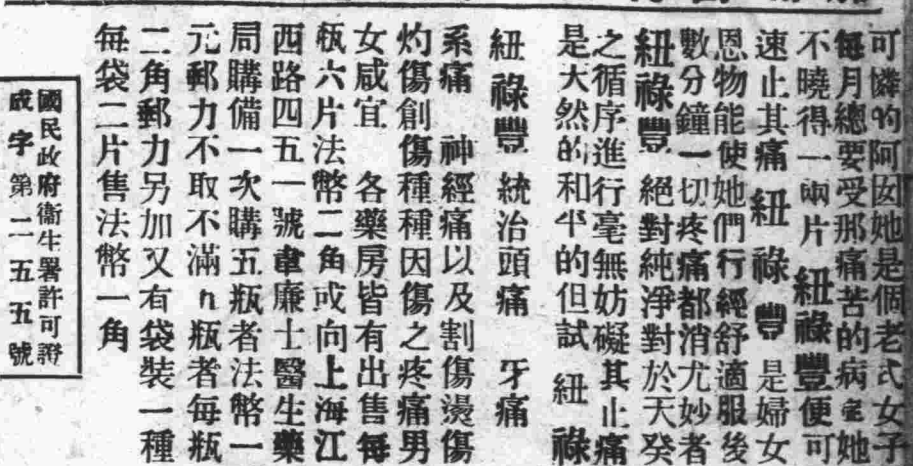 可憐的阿囡她是個老式女子
每月總要受那痛苦的病症她
不曉得一兩片 紐祿豐便可
速止其痛 紐祿豐 是婦女
恩物能使她們行經舒適服後
數分鐘一切疼痛都消尤妙者
紐祿豐 絕對純淨對於天癸
之循序進行毫無妨礙其止痛
是大然的和平的但試 紐祿
紐祿豐 統治頭痛 牙痛
系痛 神經痛以及割傷燙傷
灼傷創傷種種因傷之疼痛男
女咸宜 各藥房皆有出售每
瓶六片法幣二角或向上海江
西路四五一號韋廉士醫生藥
局購備一次購五瓶者法幣一
元郵力不取不滿 瓶者每瓶
二角郵力另加又有袋裝一種
每袋二片售法幣一角
國民政府衛生署許可證
成字第二五五號